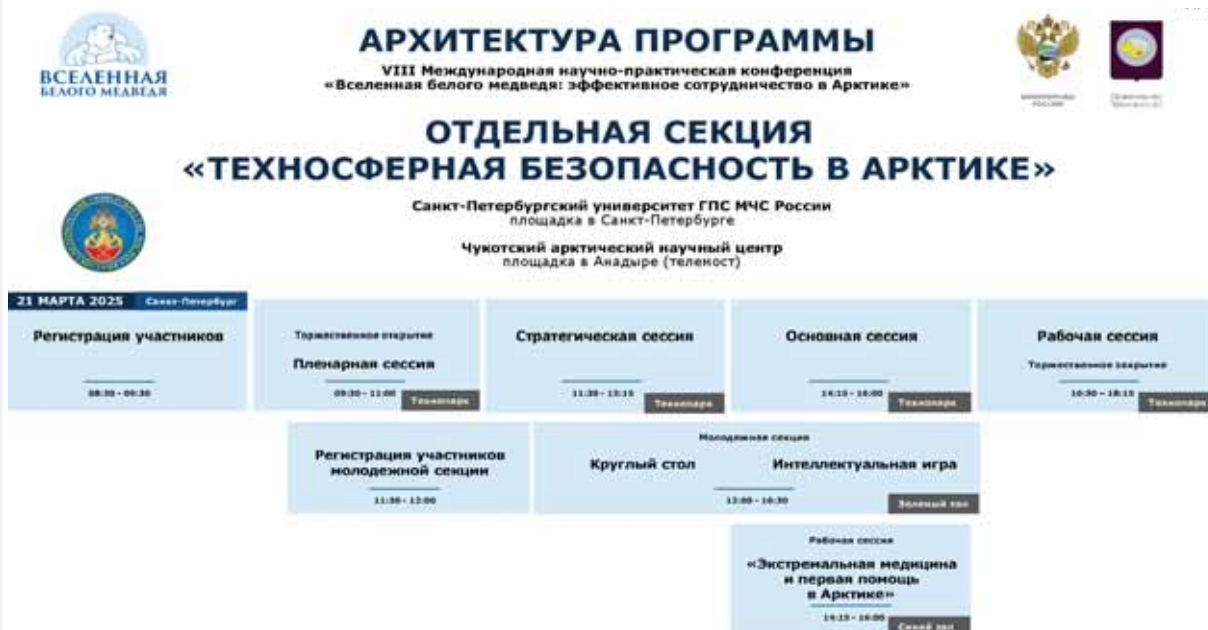 ВСЕЛЕННАЯ
БЕЛОГО МЕДВЕДЯ
АРХИТЕКТУРА ПРОГРАММЫ
VIII Международная научно-практическая конференция
«Вселенная белого медведя: эффективное сотрудничество в Арктике»
ОТДЕЛЬНАЯ СЕКЦИЯ
«ТЕХНОСФЕРНАЯ БЕЗОПАСНОСТЬ В АРКТИКЕ»
Санкт-Петербургский университет ГПС МЧС России
площадка в Санкт-Петербурге
Чукотский арктический научный центр
площадка в Анадыре (телемост)
21 МАРТА 2025 Санкт-Петербург
Регистрация участников
08:30 - 09:30
Торжественное открытие
Пленарная сессия
09:30 - 11:00
Технопарк
Стратегическая сессия
11:30 - 13:15
Технопарк
Основная сессия
14:15 - 16:00
Технопарк
Рабочая сессия
Торжественное закрытие
16:30 - 18:15
Технопарк
Регистрация участников
молодежной секции
11:30 - 12:00
Молодежная секция
Круглый стол Интеллектуальная игра
12:00 - 16:30
Зеленый зал
Рабочая сессия
«Экстремальная медицина
и первая помощь
в Арктике»
14:15 - 16:00
Синий зал